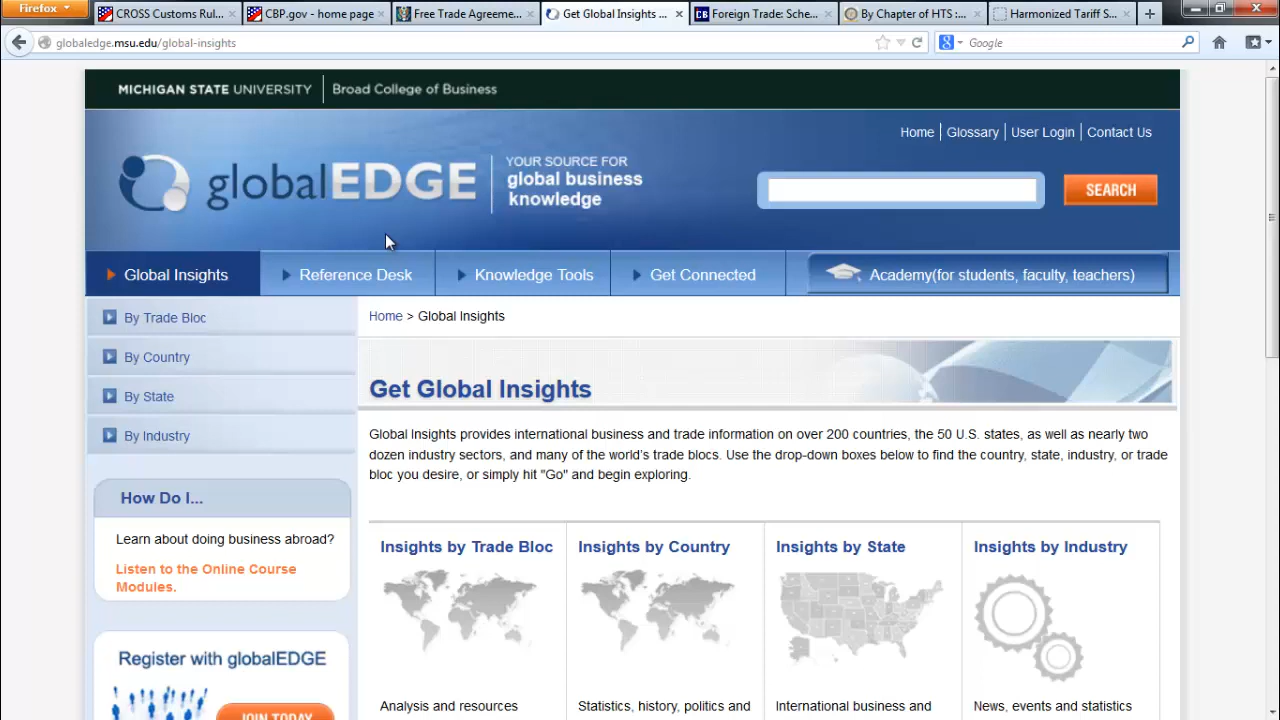 Firefox
CROSS Customs Rul...
CBP.gov - home page
Free Trade Agreeme...
Get Global Insights ...
Foreign Trade: Sche...
By Chapter of HTS :...
Harmonized Tariff S...
globaledge.msu.edu/global-insights
Google
MICHIGAN STATE UNIVERSITY
Broad College of Business
Home
Glossary
User Login
Contact Us
globalEDGE
YOUR SOURCE FOR
global business
knowledge
SEARCH
Global Insights
Reference Desk
Knowledge Tools
Get Connected
Academy(for students, faculty, teachers)
By Trade Bloc
By Country
By State
By Industry
How Do I...
Learn about doing business abroad?
Listen to the Online Course
Modules.
Register with globalEDGE
JOIN TODAY
Home > Global Insights
Get Global Insights
Global Insights provides international business and trade information on over 200 countries, the 50 U.S. states, as well as nearly two
dozen industry sectors, and many of the world's trade blocs. Use the drop-down boxes below to find the country, state, industry, or trade
bloc you desire, or simply hit "Go" and begin exploring.
Insights by Trade Bloc
Analysis and resources
Insights by Country
Statistics, history, politics and
Insights by State
International business and
Insights by Industry
News, events and statistics